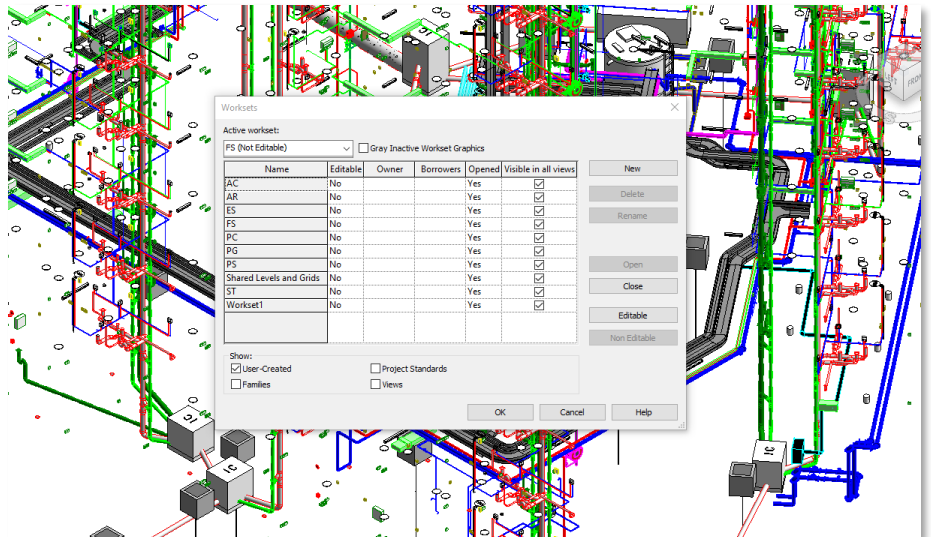 Worksets
Active workset:
FS (Not Editable)
Gray Inactive Workset Graphics
Name Editable Owner Borrowers Opened Visible in all views
AC No Yes
AR No Yes
ES No Yes
FS No Yes
PC No Yes
PG No Yes
PS No Yes
Shared Levels and Grids No Yes
ST No Yes
Workset1 No Yes
New
Delete
Rename
Open
Close
Editable
Non Editable
Show:
User-Created
Project Standards
Families
Views
OK Cancel Help
IC
IC
IC